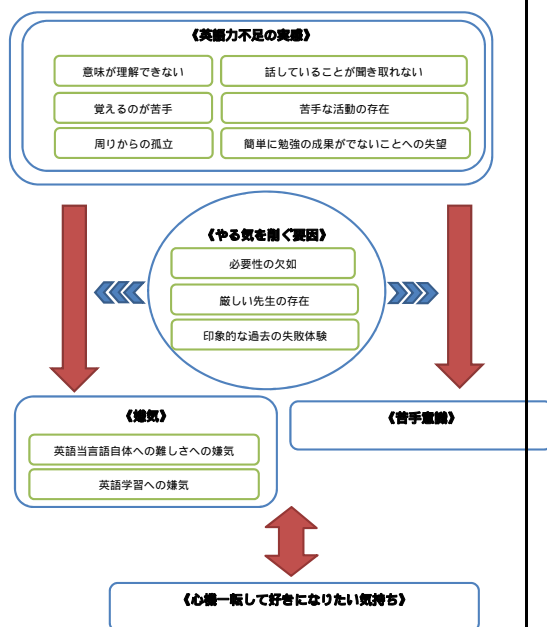 《英語力不足の実感》
意味が理解できない
話していることが聞き取れない
覚えるのが苦手
苦手な活動の存在
周りからの孤立
簡単に勉強の成果がでないことへの失望
《やる気を削ぐ要因》
必要性の欠如
厳しい先生の存在
印象的な過去の失敗体験
《嫌気》
英語当言語自体への難しさへの嫌気
英語学習への嫌気
《苦手意識》
《心機一転して好きになりたい気持ち》